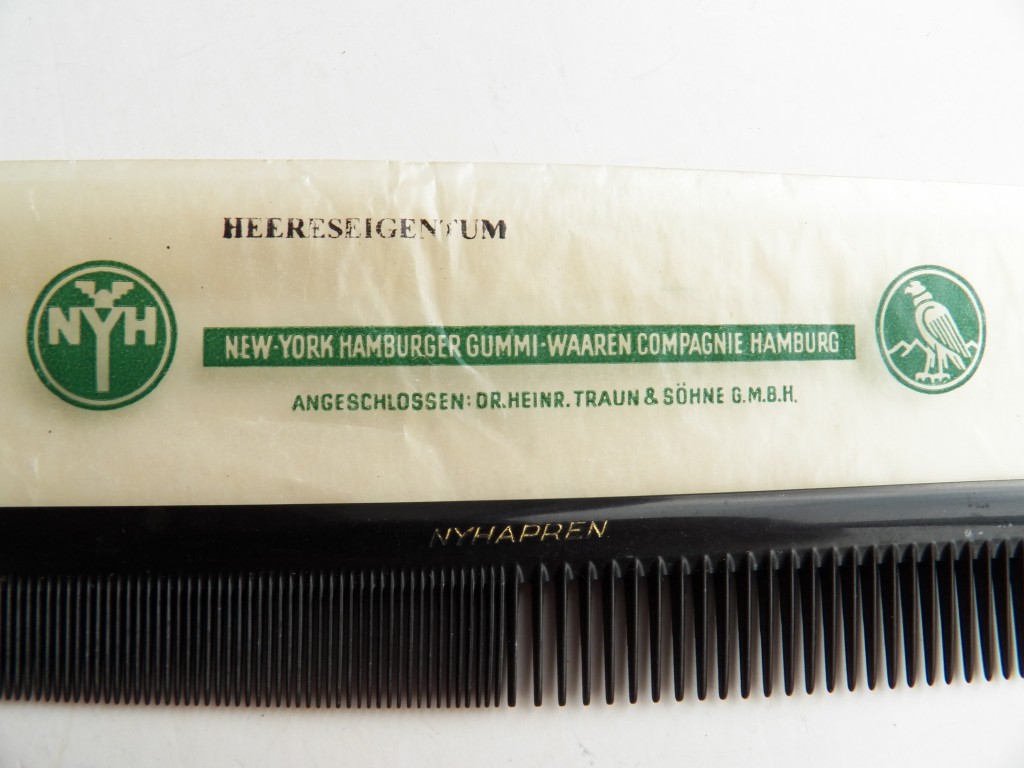 HEERESEIGENTUM
NYH
NEW-YORK HAMBURGER GUMMI-WAAREN COMPAGNIE HAMBURG
ANGESCHLOSSEN: DR. HEINR. TRAUN & SÖHNE G.M.B.H.
NYHAPREN